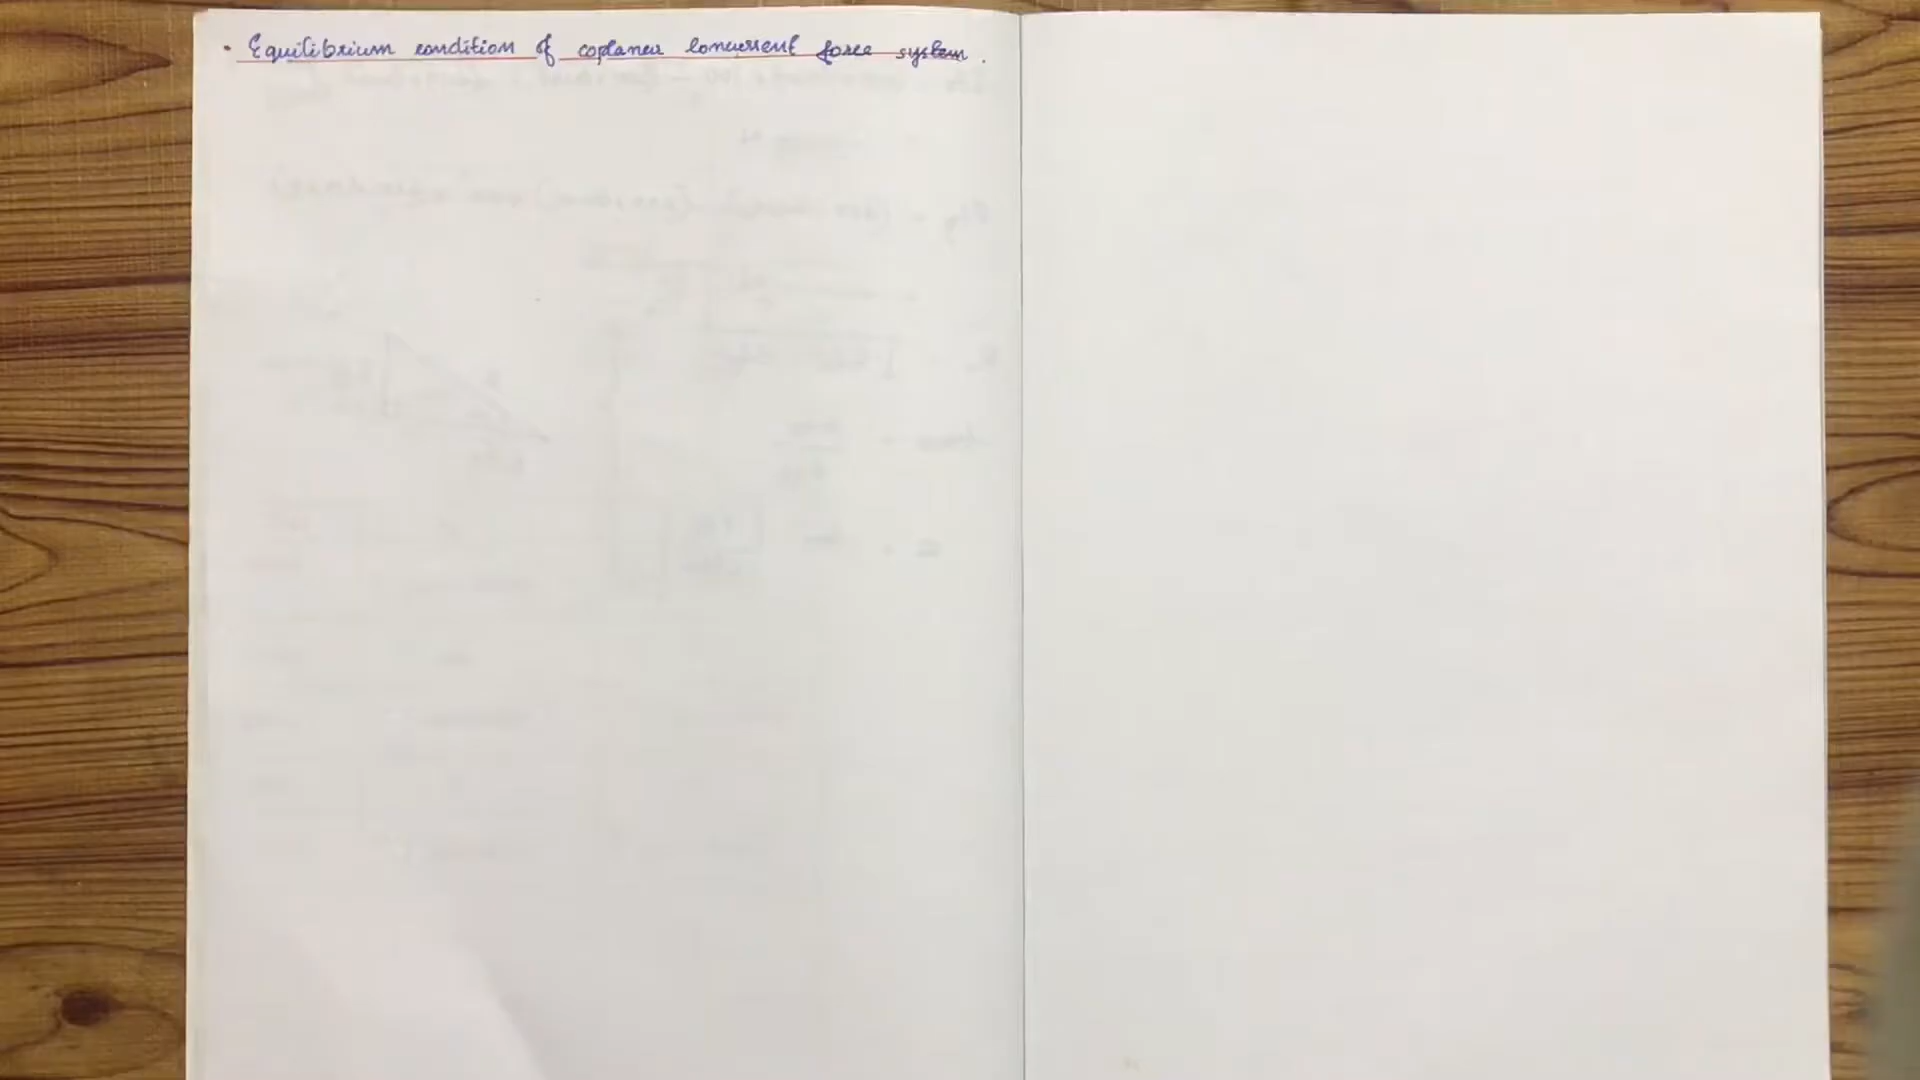 • Equilibrium condition of coplanar concurrent force system.